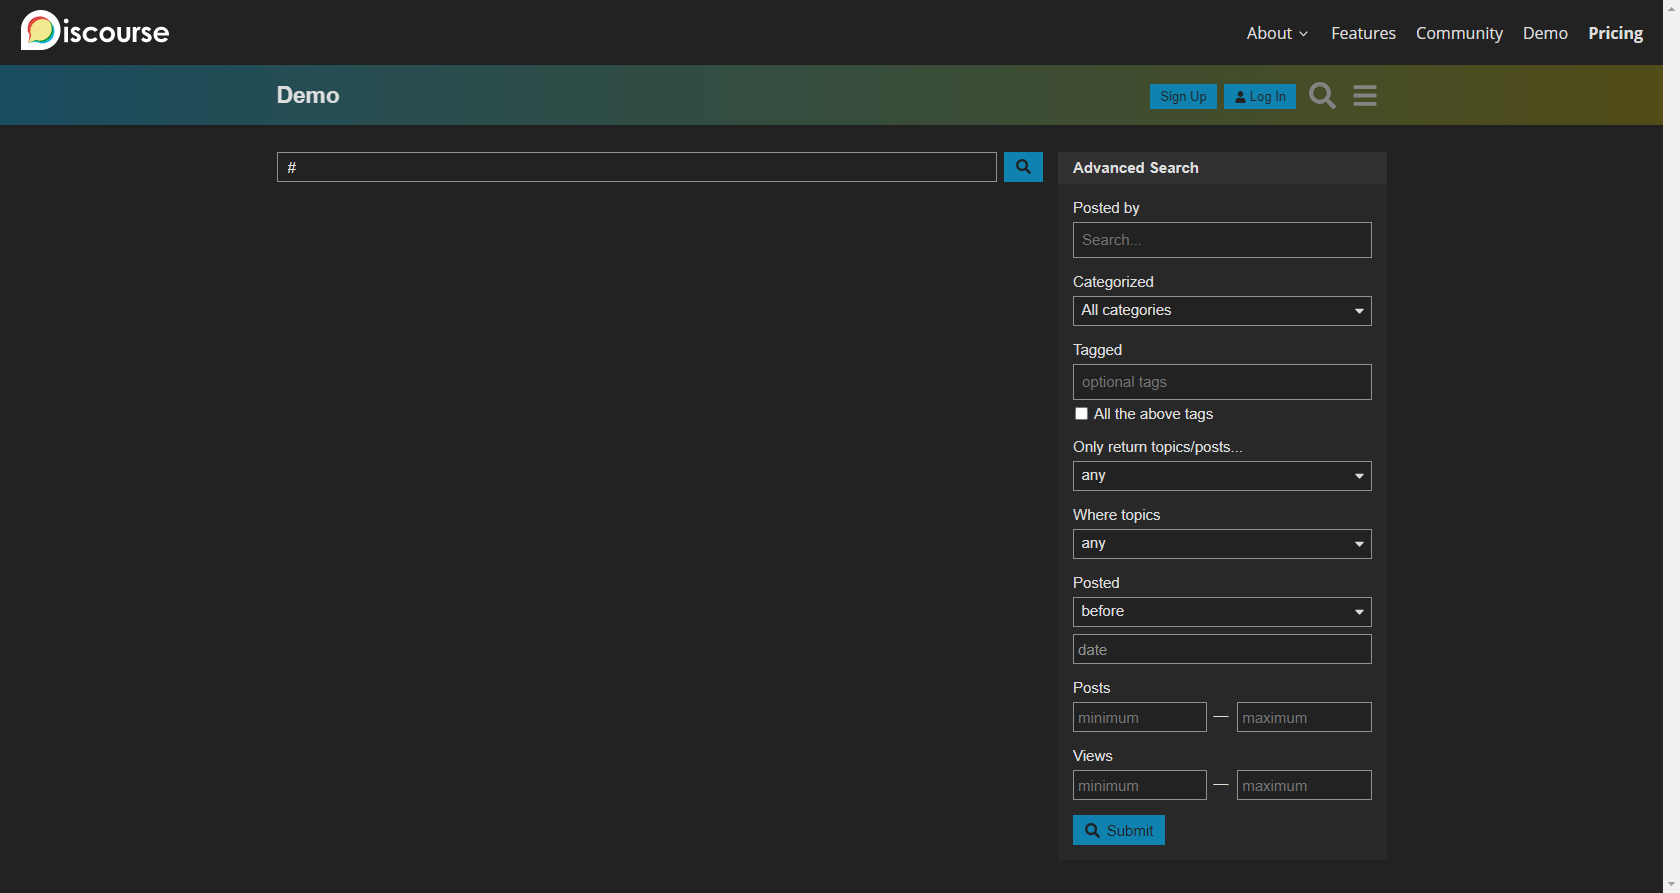 iscourse
About
Features
Community
Demo
Pricing
Demo
Sign Up
Log In
#
Advanced Search
Posted by
Search...
Categorized
All categories
Tagged
optional tags
All the above tags
Only return topics/posts...
any
Where topics
any
Posted
before
date
Posts
minimum — maximum
Views
minimum — maximum
Submit